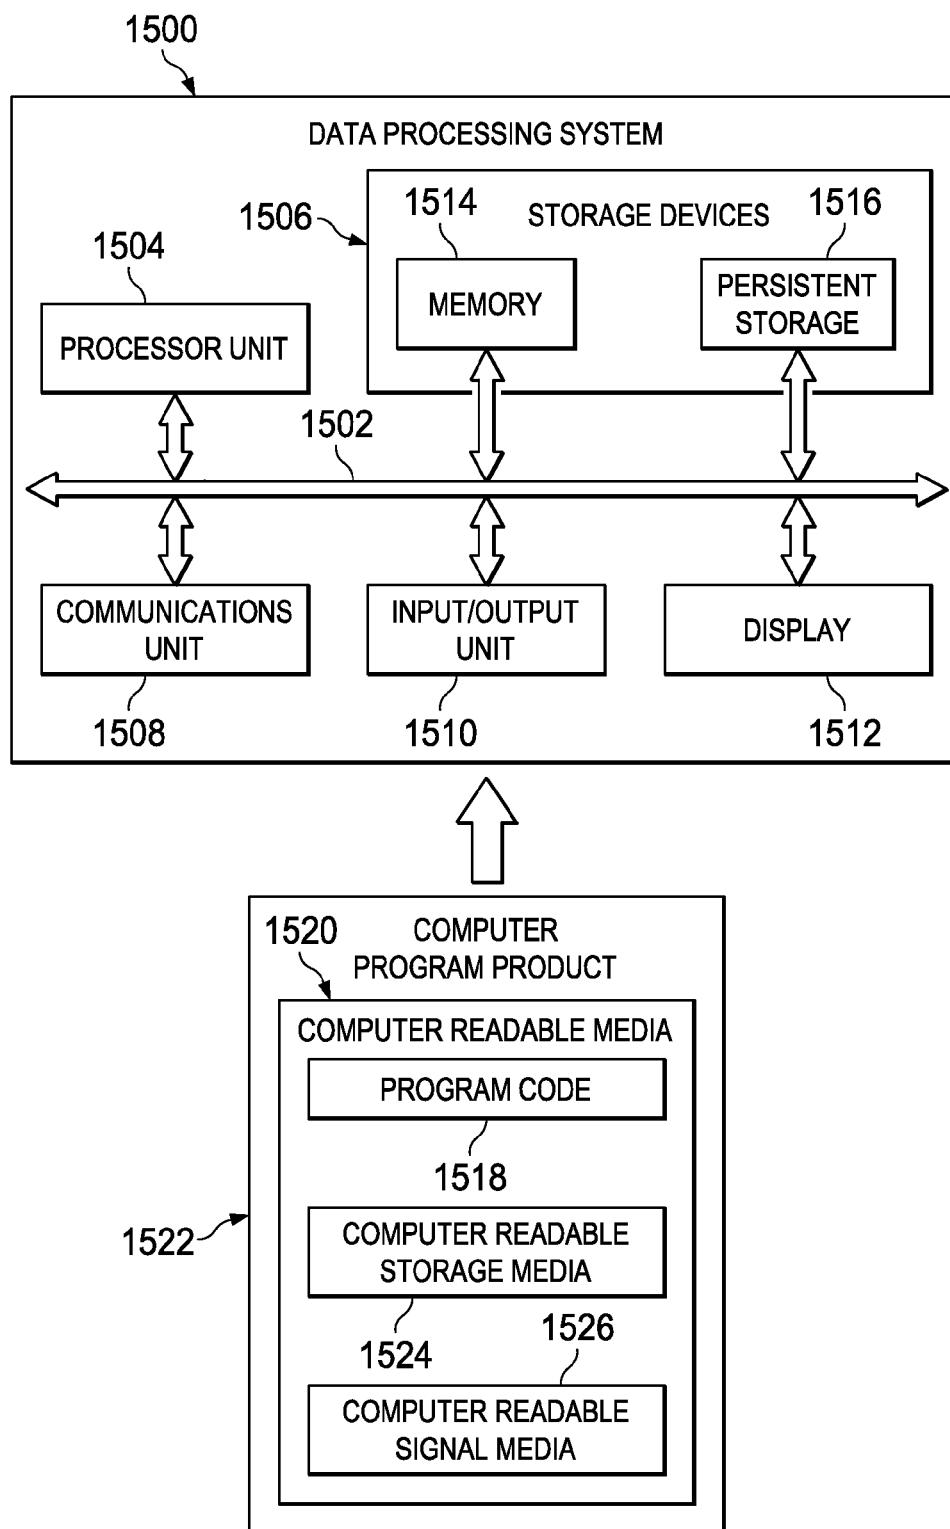 1500
DATA PROCESSING SYSTEM
1506
1514
STORAGE DEVICES
1516
1504
MEMORY
PERSISTENT
STORAGE
PROCESSOR UNIT
1502
COMMUNICATIONS
UNIT
INPUT/OUTPUT
UNIT
DISPLAY
1508
1510
1512
1520
COMPUTER
PROGRAM PRODUCT
COMPUTER READABLE MEDIA
PROGRAM CODE
1518
1522
COMPUTER READABLE
STORAGE MEDIA
1524
1526
COMPUTER READABLE
SIGNAL MEDIA